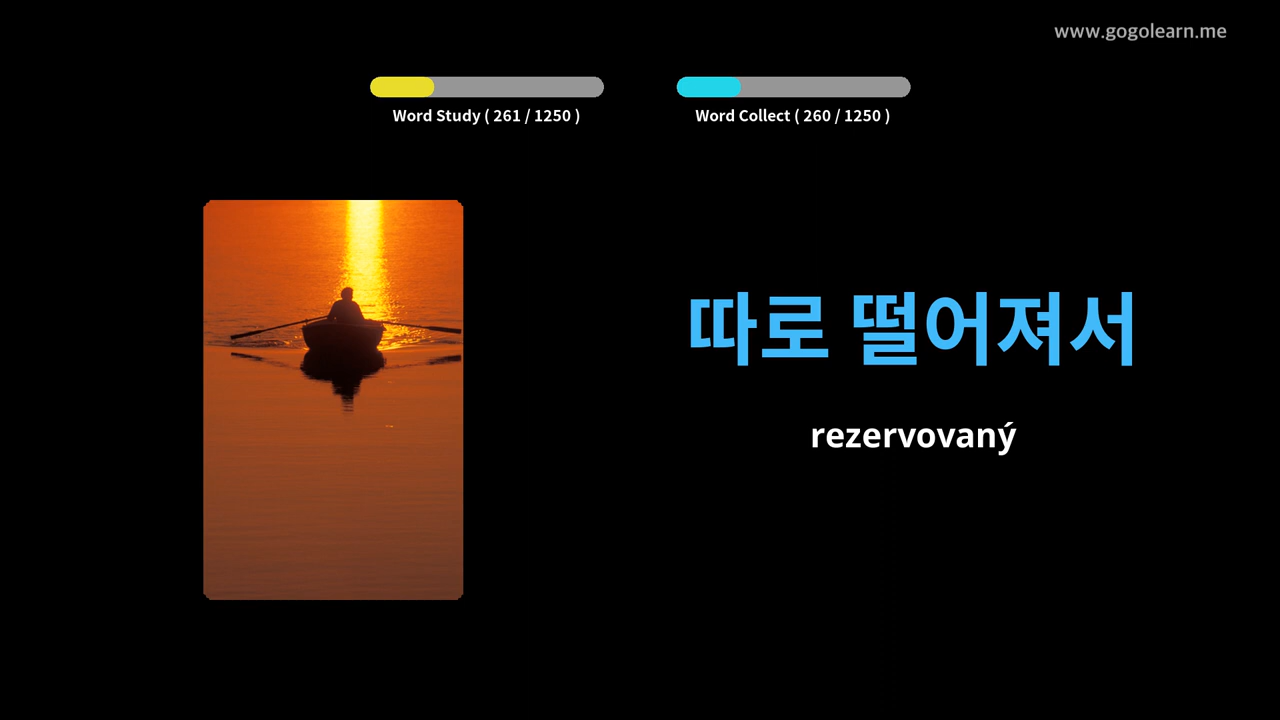 www.gogolearn.me
Word Study ( 261 / 1250 )
Word Collect ( 260 / 1250 )
따로 떨어져서
rezervovaný